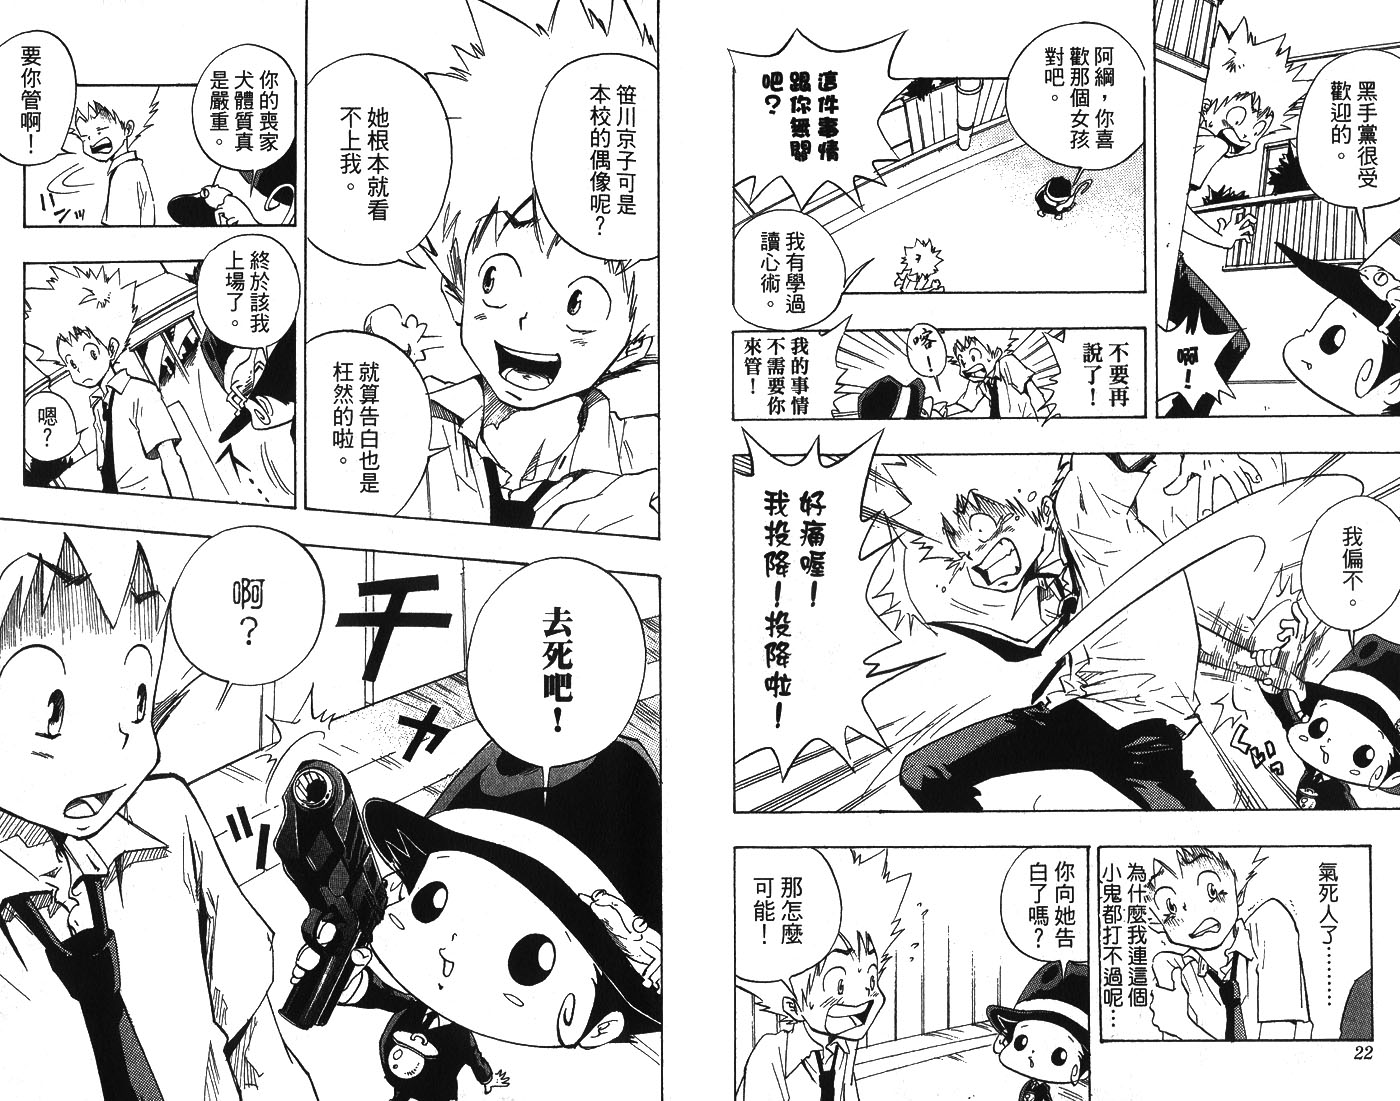 黑手黨很受
歡迎的。
啊！
阿綱，你喜
歡那個女孩
對吧。
這件事情
跟你無關
吧？
我有學過
讀心術。
不要再
說了！
喀！
我的事情
不需要你
來管！
我偏不。
好痛喔！
我投降！投降啦！
氣死人了………
為什麼我連這個
小鬼都打不過呢…
你向她告
白了嗎？
那怎麼
可能！
22
笹川京子可是
本校的偶像呢？
她根本就看
不上我。
就算告白也是
枉然的啦。
你的喪家
犬體質真
是嚴重。
要你管啊！
終於該我
上場了。
嗯？
去死吧！
チャ
啊？